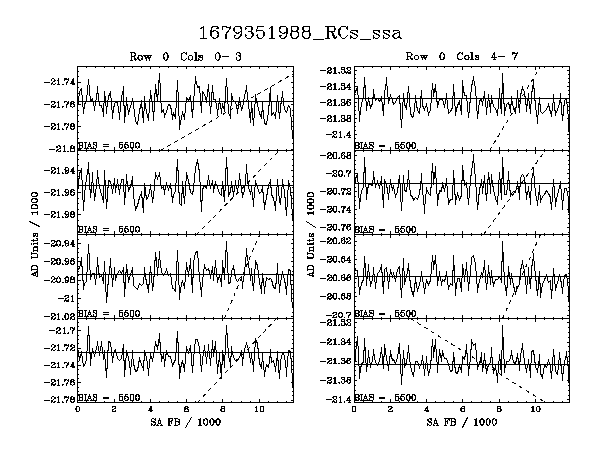 1679351988_RCs_ssa
Row 0 Cols 0- 3
Row 0 Cols 4- 7
-21.74
-21.76
-21.78
-21.8
BIAS = 5500
-21.94
-21.96
-21.98
BIAS = 5500
-20.94
-20.96
-20.98
-21
-21.02
BIAS = 5500
-21.7
-21.72
-21.74
-21.76
-21.78
BIAS = 5500
0 2 4 6 8 10
SA FB / 1000
AD Units / 1000
-21.32
-21.34
-21.36
-21.38
-21.4
BIAS = 5500
-20.68
-20.7
-20.72
-20.74
-20.76
BIAS = 5500
-20.62
-20.64
-20.66
-20.68
-20.7
BIAS = 5500
-21.32
-21.34
-21.36
-21.38
-21.4
BIAS = 5500
0 2 4 6 8 10
SA FB / 1000
AD Units / 1000